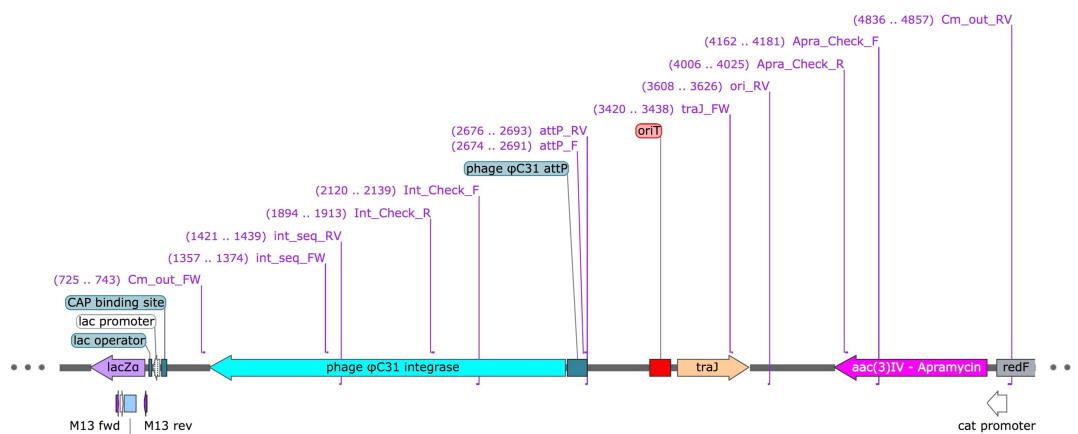 (4836 .. 4857) Cm_out_RV
(4162 .. 4181) Apra_Check_F
(4006 .. 4025) Apra_Check_R
(3608 .. 3626) ori_RV
(3420 .. 3438) traJ_FW
(2676 .. 2693) attP_RV
oriT
(2674 .. 2691) attP_F
phage φC31 attP
(2120 .. 2139) Int_Check_F
(1894 .. 1913) Int_Check_R
(1421 .. 1439) int_seq_RV
(1357 .. 1374) int_seq_FW
(725 .. 743) Cm_out_FW
CAP binding site
lac promoter
lac operator
lacZα
phage φC31 integrase
traJ
aac(3)IV - Apramycin
redF
M13 fwd
M13 rev
cat promoter